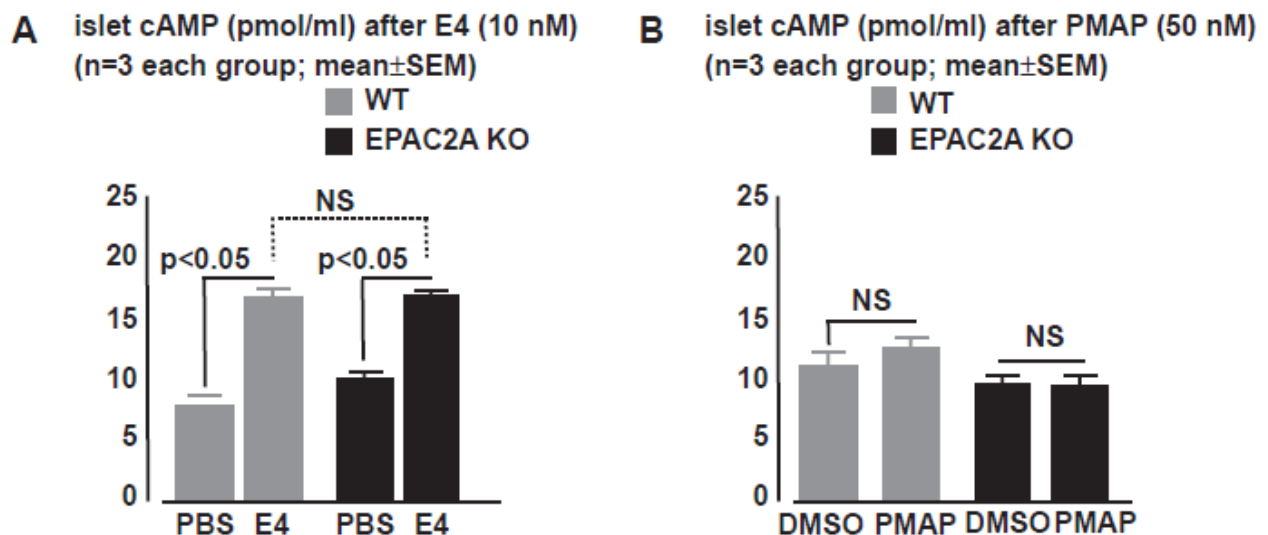 A
islet cAMP (pmol/ml) after E4 (10 nM)
(n=3 each group; mean±SEM)
WT
EPAC2A KO
25
20
15
10
5
0
NS
p<0.05
p<0.05
PBS E4 PBS E4
B
islet cAMP (pmol/ml) after PMAP (50 nM)
(n=3 each group; mean±SEM)
WT
EPAC2A KO
25
20
15
10
5
0
NS
NS
DMSO PMAP DMSO PMAP